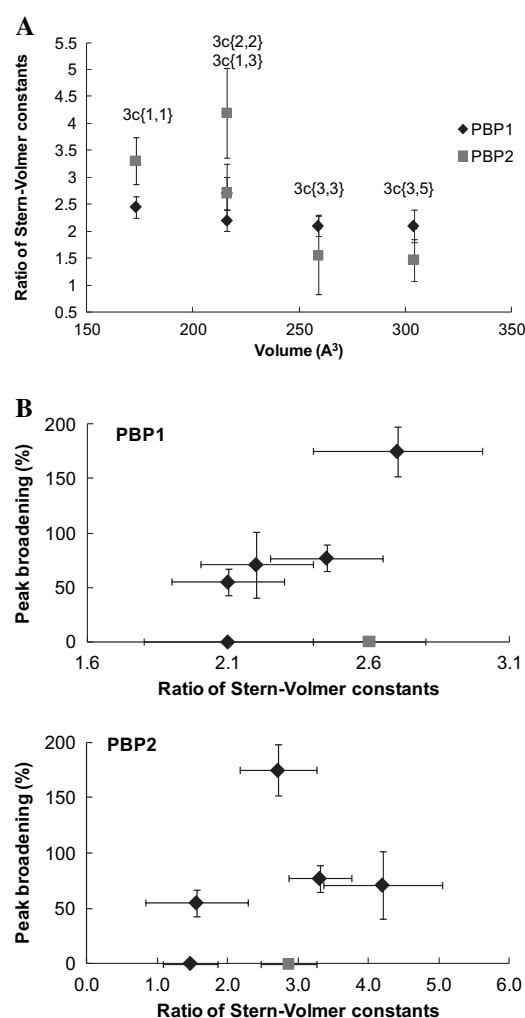 A
3c{2,2}
3c{1,3}
3c{1,1}
3c{3,3}
3c{3,5}
PBP1
PBP2
Ratio of Stern-Volmer constants
5.5
5
4.5
4
3.5
3
2.5
2
1.5
1
0.5
150
200
250
300
350
Volume (A³)
B
PBP1
Peak broadening (%)
200
150
100
50
0
1.6
2.1
2.6
3.1
Ratio of Stern-Volmer constants
PBP2
Peak broadening (%)
200
150
100
50
0
0.0
1.0
2.0
3.0
4.0
5.0
6.0
Ratio of Stern-Volmer constants